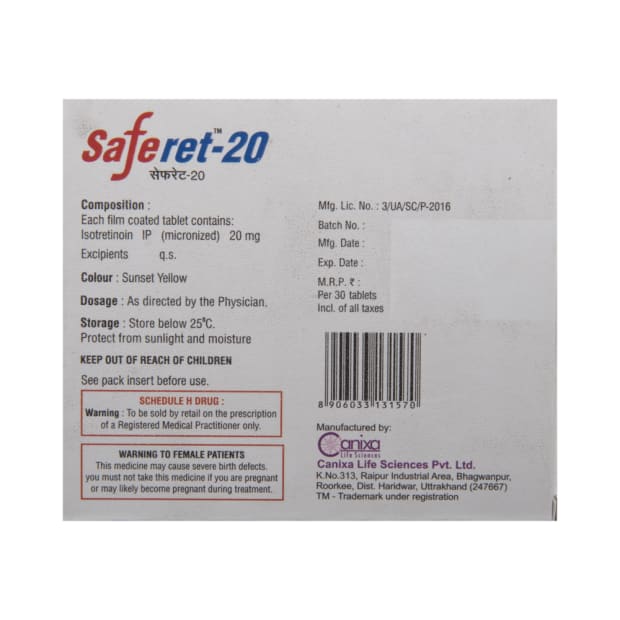 Saferet-20
TM
सेफरेट-20
Composition :
Each film coated tablet contains:
Isotretinoin IP (micronized) 20 mg
Excipients q.s.
Colour : Sunset Yellow
Dosage : As directed by the Physician.
Storage : Store below 25°C.
Protect from sunlight and moisture
KEEP OUT OF REACH OF CHILDREN
See pack insert before use.
SCHEDULE H DRUG :
Warning : To be sold by retail on the prescription
of a Registered Medical Practitioner only.
WARNING TO FEMALE PATIENTS
This medicine may cause severe birth defects.
you must not take this medicine if you are pregnant
or may likely become pregnant during treatment.
Mfg. Lic. No. : 3/UA/SC/P-2016
Batch No. :
Mfg. Date :
Exp. Date :
M.R.P. ₹ :
Per 30 tablets
Incl. of all taxes
8 906033 131570
Manufactured by:
Canixa
Life Sciences
Canixa Life Sciences Pvt. Ltd.
K.No.313, Raipur Industrial Area, Bhagwanpur,
Roorkee, Dist. Haridwar, Uttrakhand (247667)
TM - Trademark under registration